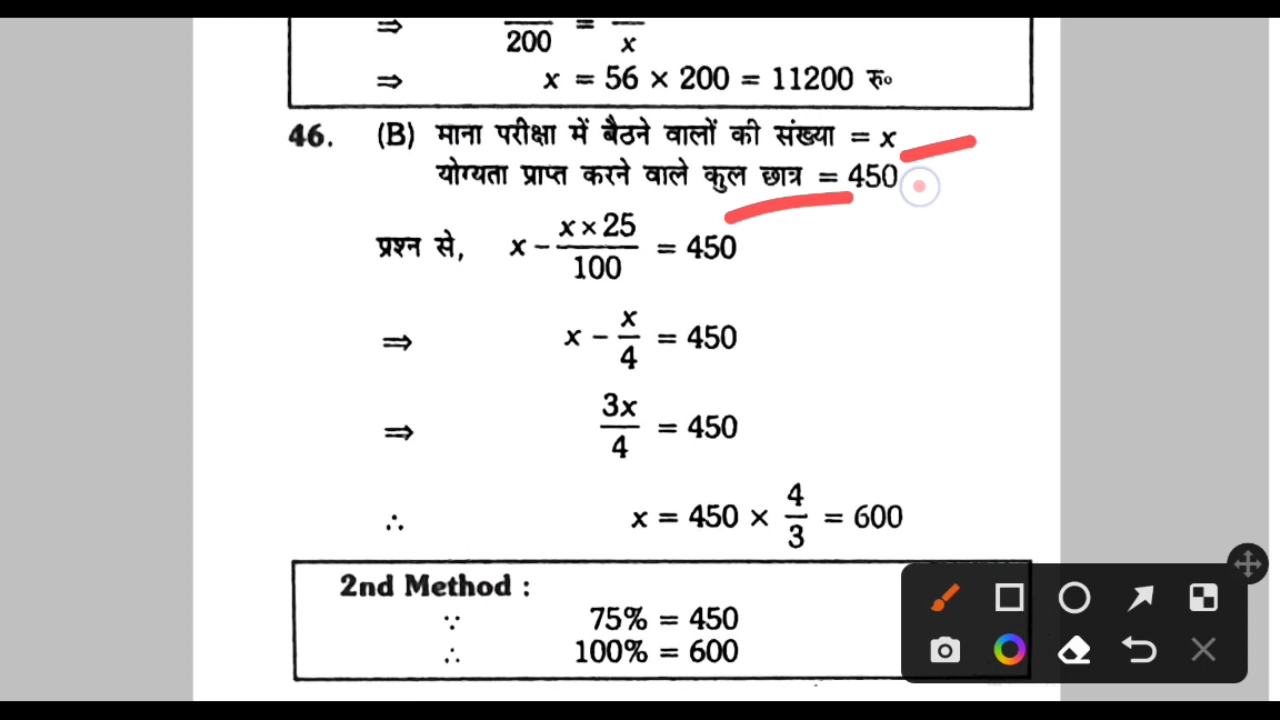 ⇒ 200 = x
⇒ x = 56 × 200 = 11200 रु॰
46. (B) माना परीक्षा में बैठने वालों की संख्या = x
योग्यता प्राप्त करने वाले कुल छात्र = 450
प्रश्न से, x − x × 25 / 100 = 450
⇒ x − x/4 = 450
⇒ 3x/4 = 450
∴ x = 450 × 4/3 = 600
2nd Method :
∵ 75% = 450
∴ 100% = 600